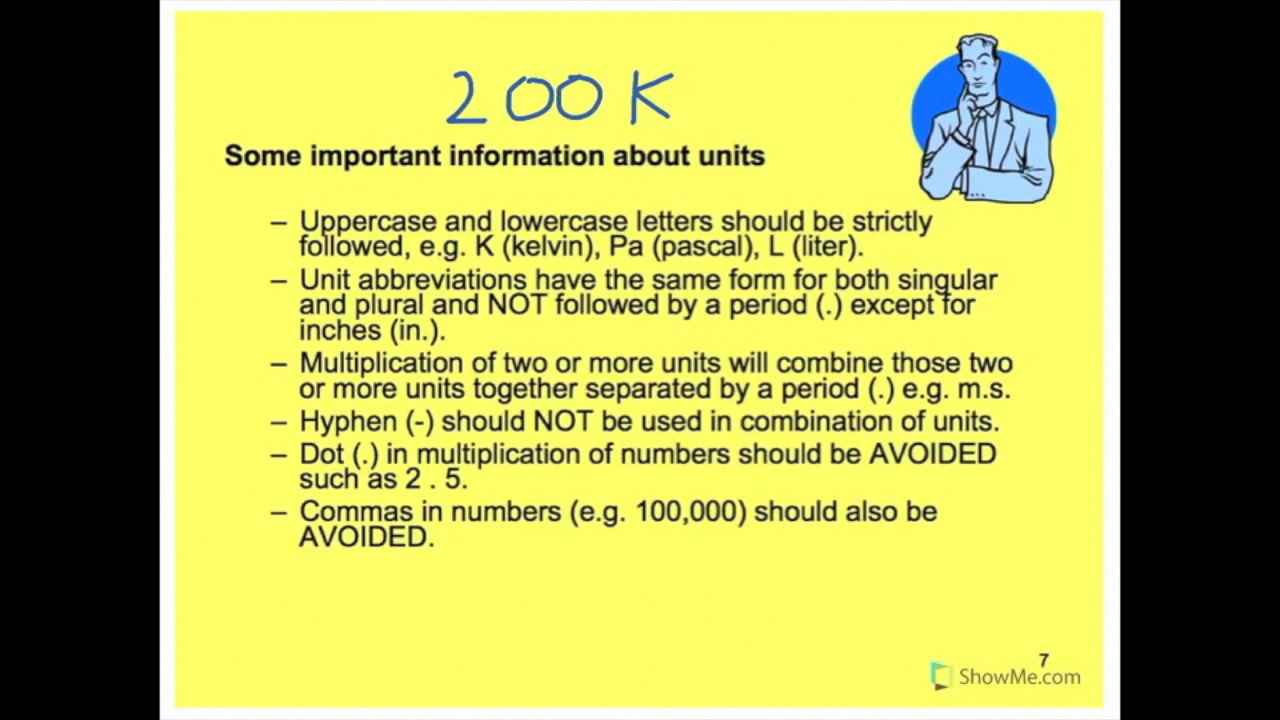 200 K
Some important information about units
– Uppercase and lowercase letters should be strictly
followed, e.g. K (kelvin), Pa (pascal), L (liter).
– Unit abbreviations have the same form for both singular
and plural and NOT followed by a period (.) except for
inches (in.).
– Multiplication of two or more units will combine those two
or more units together separated by a period (.) e.g. m.s.
– Hyphen (-) should NOT be used in combination of units.
– Dot (.) in multiplication of numbers should be AVOIDED
such as 2 . 5.
– Commas in numbers (e.g. 100,000) should also be
AVOIDED.
7
ShowMe.com